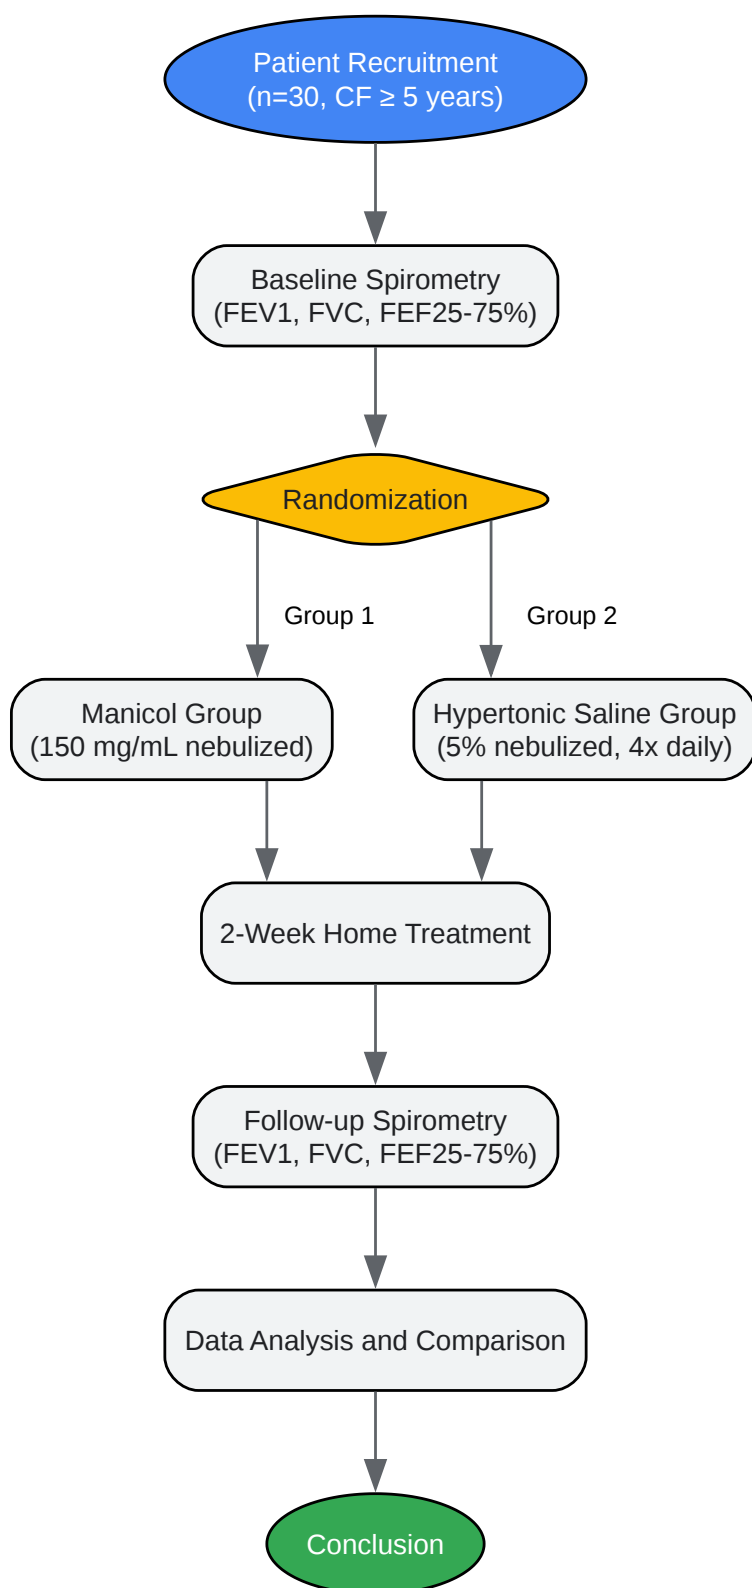 Patient Recruitment
(n=30, CF ≥ 5 years)
Baseline Spirometry
(FEV1, FVC, FEF25-75%)
Randomization
Group 1
Group 2
Manicol Group
(150 mg/mL nebulized)
Hypertonic Saline Group
(5% nebulized, 4x daily)
2-Week Home Treatment
Follow-up Spirometry
(FEV1, FVC, FEF25-75%)
Data Analysis and Comparison
Conclusion